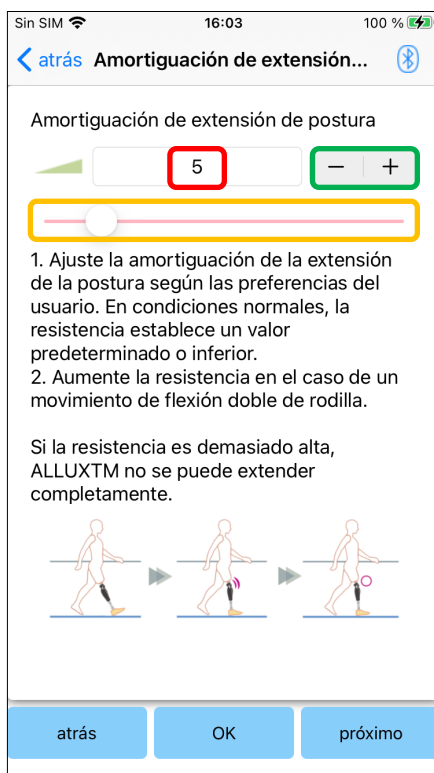 Sin SIM 16:03 100 %
atrás Amortiguación de extensión...
Amortiguación de extensión de postura
5 − +
1. Ajuste la amortiguación de la extensión
de la postura según las preferencias del
usuario. En condiciones normales, la
resistencia establece un valor
predeterminado o inferior.
2. Aumente la resistencia en el caso de un
movimiento de flexión doble de rodilla.
Si la resistencia es demasiado alta,
ALLUXTM no se puede extender
completamente.
atrás OK próximo